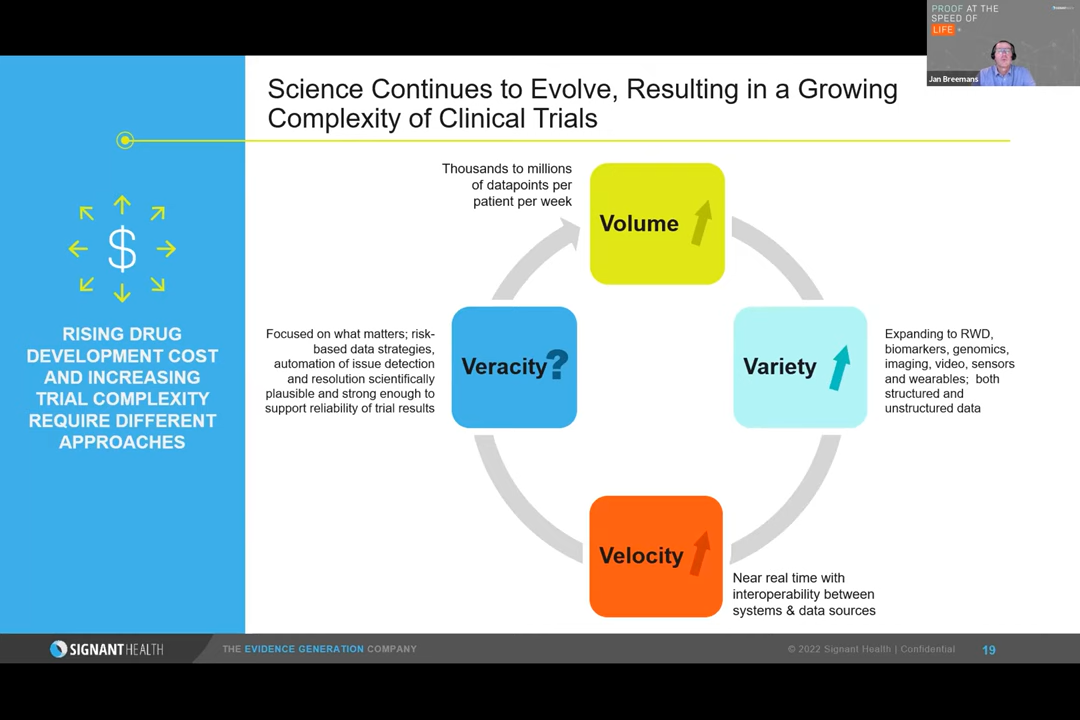 PROOF AT THE
SPEED OF
LIFE
SIGNANTHEALTH
Jan Breemans
Science Continues to Evolve, Resulting in a Growing
Complexity of Clinical Trials
$
RISING DRUG
DEVELOPMENT COST
AND INCREASING
TRIAL COMPLEXITY
REQUIRE DIFFERENT
APPROACHES
Thousands to millions
of datapoints per
patient per week
Volume
Focused on what matters; risk-
based data strategies,
automation of issue detection
and resolution scientifically
plausible and strong enough to
support reliability of trial results
Veracity?
Variety
Expanding to RWD,
biomarkers, genomics,
imaging, video, sensors
and wearables; both
structured and
unstructured data
Velocity
Near real time with
interoperability between
systems & data sources
SIGNANT HEALTH
THE EVIDENCE GENERATION COMPANY
© 2022 Signant Health | Confidential
19